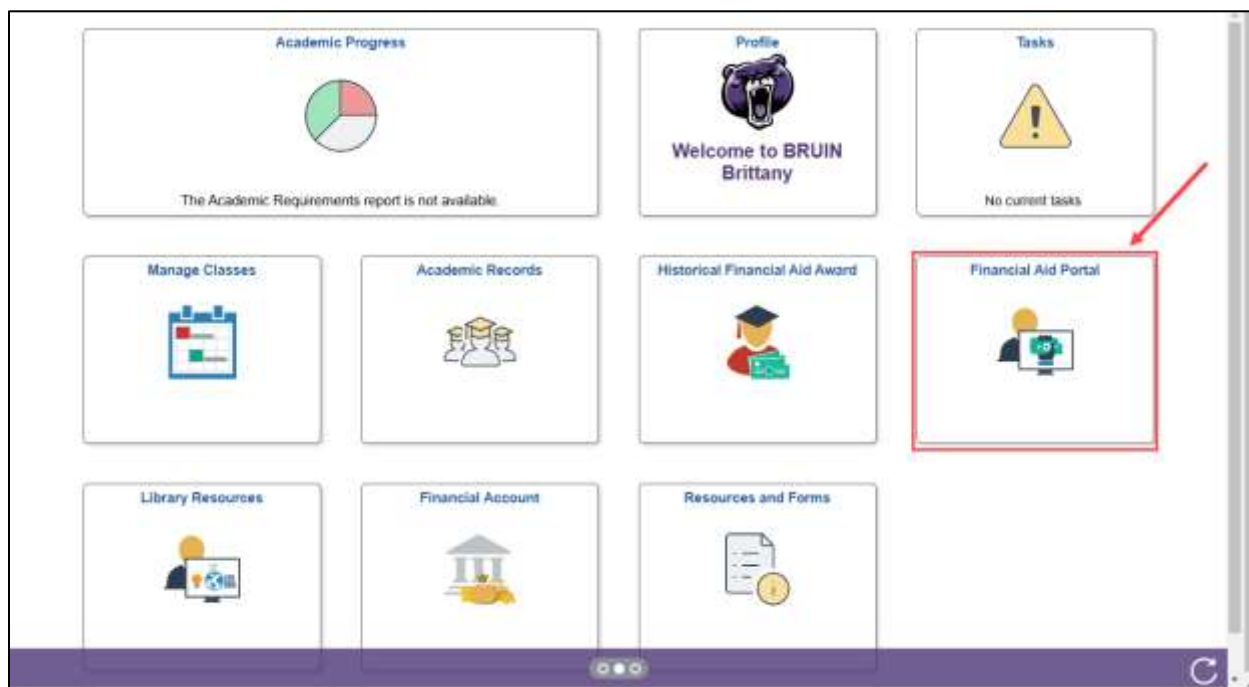 Academic Progress
The Academic Requirements report is not available.
Profile
Welcome to BRUIN
Brittany
Tasks
No current tasks
Manage Classes
Academic Records
Historical Financial Aid Award
Financial Aid Portal
Library Resources
Financial Account
Resources and Forms